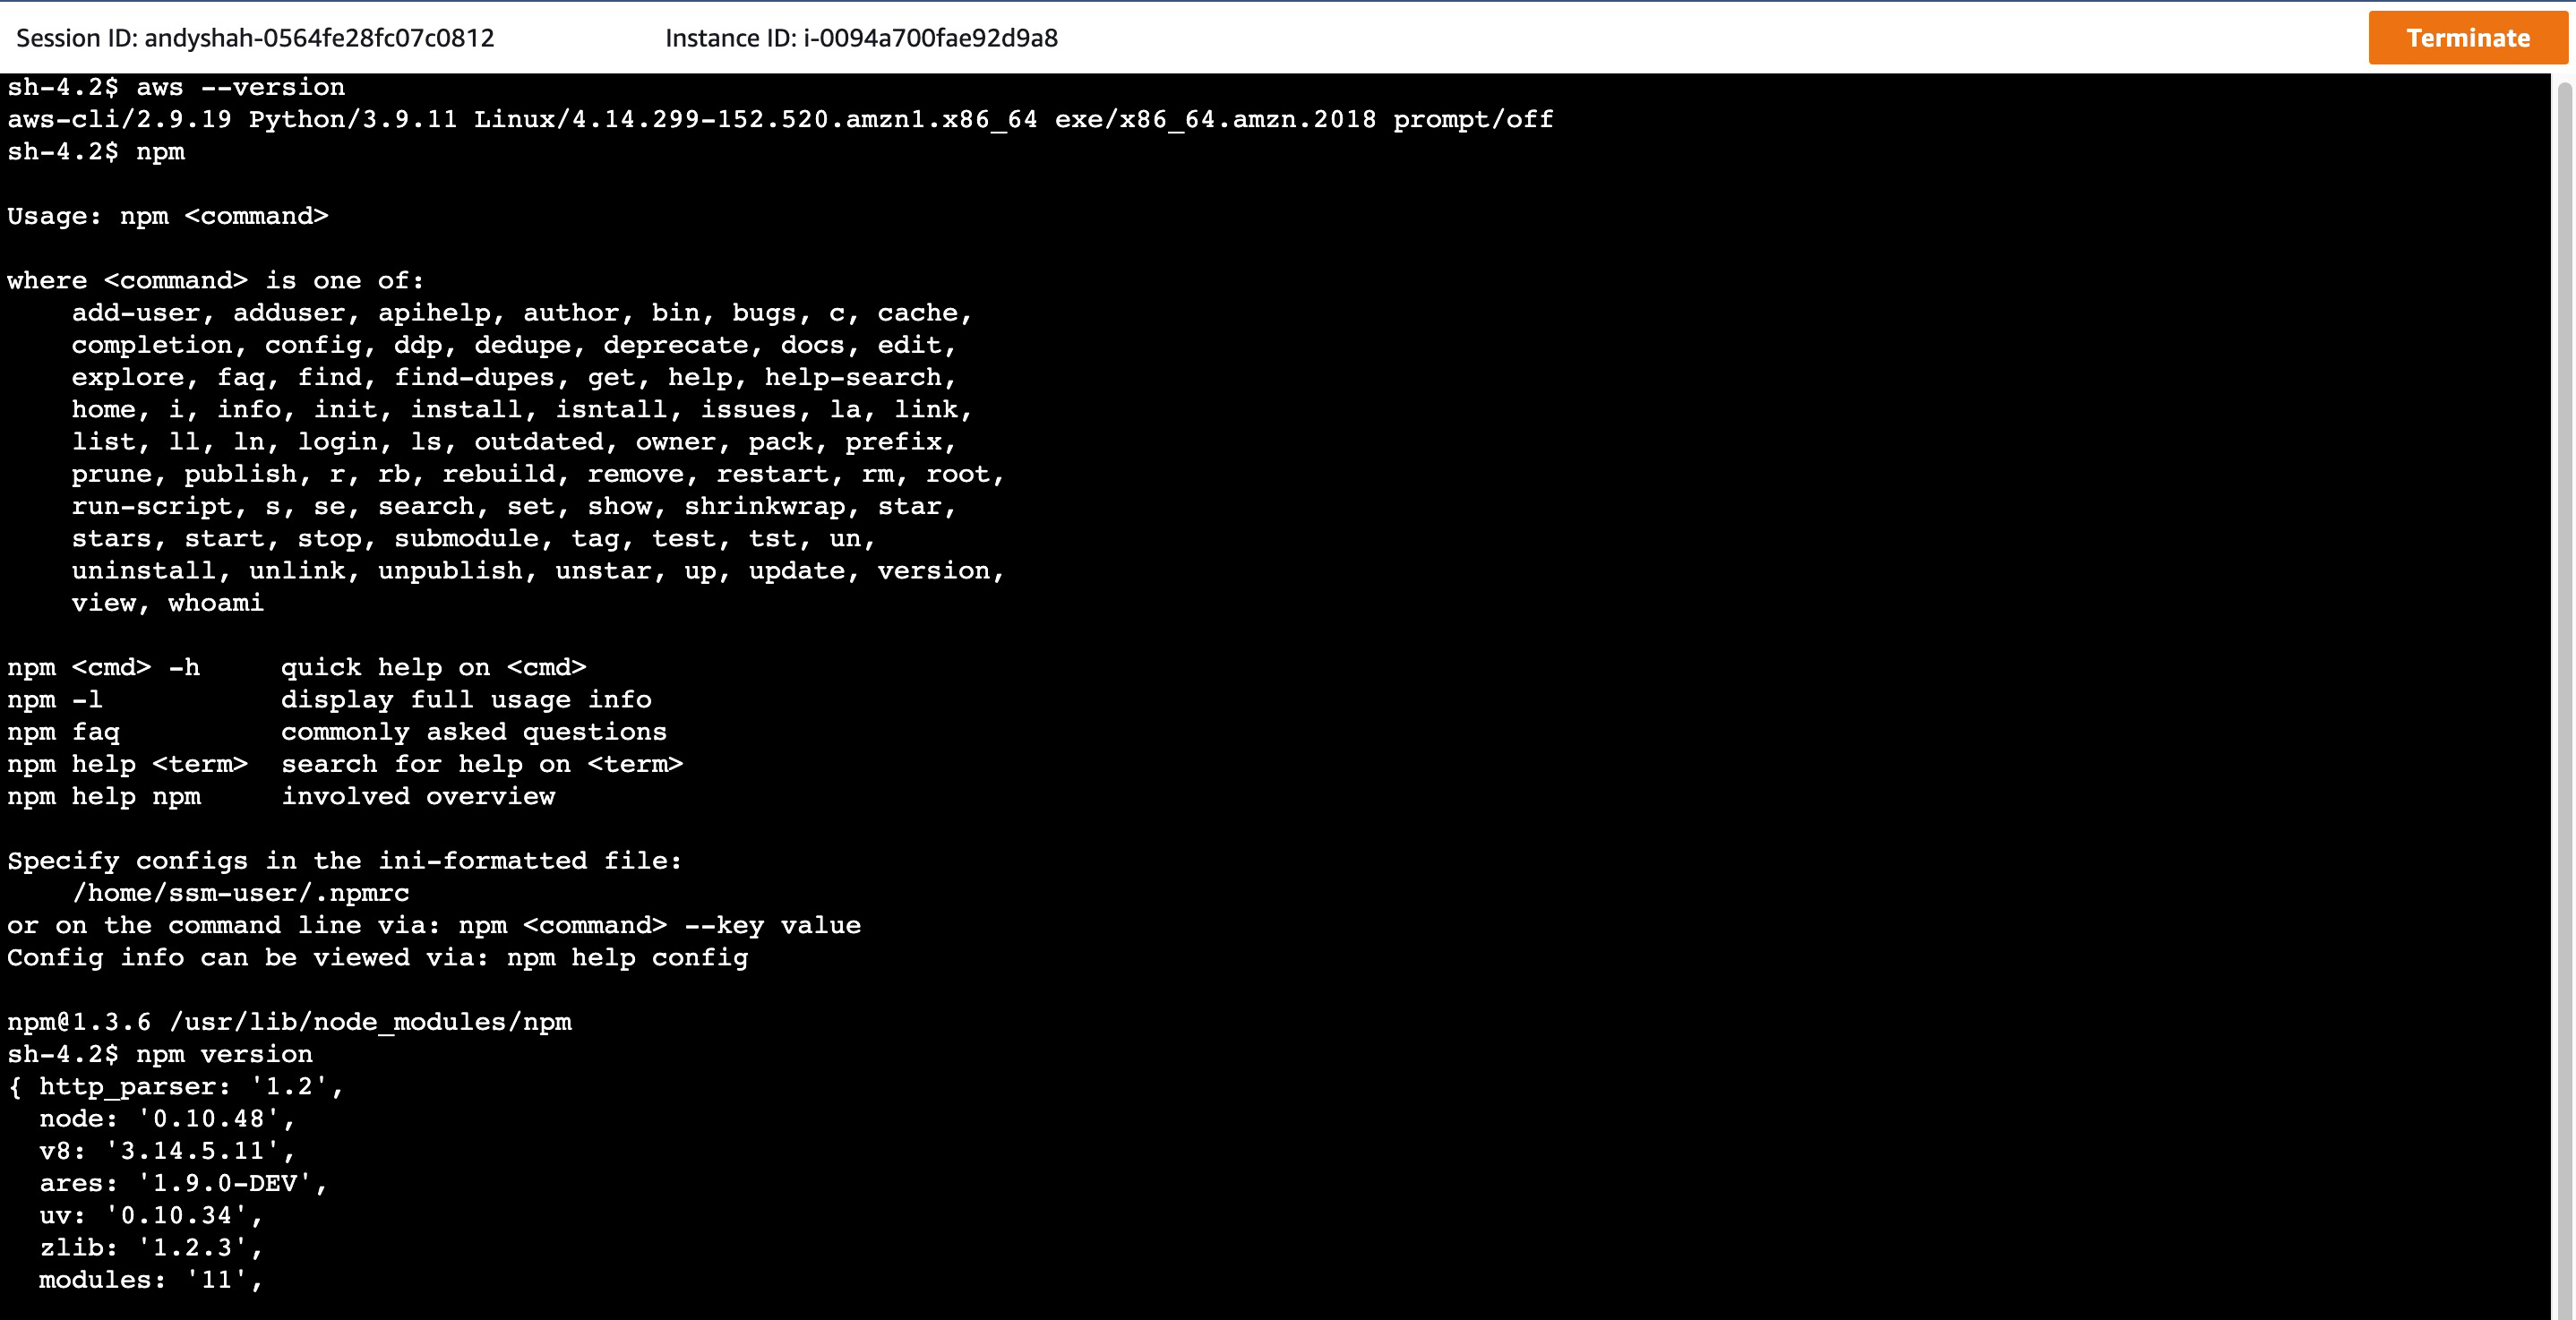 Session ID: andyshah-0564fe28fc07c0812 Instance ID: i-0094a700fae92d9a8 Terminate
sh-4.2$ aws --version
aws-cli/2.9.19 Python/3.9.11 Linux/4.14.299-152.520.amzn1.x86_64 exe/x86_64.amzn.2018 prompt/off
sh-4.2$ npm

Usage: npm <command>

where <command> is one of:
    add-user, adduser, apihelp, author, bin, bugs, c, cache,
    completion, config, ddp, dedupe, deprecate, docs, edit,
    explore, faq, find, find-dupes, get, help, help-search,
    home, i, info, init, install, isntall, issues, la, link,
    list, ll, ln, login, ls, outdated, owner, pack, prefix,
    prune, publish, r, rb, rebuild, remove, restart, rm, root,
    run-script, s, se, search, set, show, shrinkwrap, star,
    stars, start, stop, submodule, tag, test, tst, un,
    uninstall, unlink, unpublish, unstar, up, update, version,
    view, whoami

npm <cmd> -h     quick help on <cmd>
npm -l           display full usage info
npm faq          commonly asked questions
npm help <term>  search for help on <term>
npm help npm     involved overview

Specify configs in the ini-formatted file:
    /home/ssm-user/.npmrc
or on the command line via: npm <command> --key value
Config info can be viewed via: npm help config

npm@1.3.6 /usr/lib/node_modules/npm
sh-4.2$ npm version
{ http_parser: '1.2',
  node: '0.10.48',
  v8: '3.14.5.11',
  ares: '1.9.0-DEV',
  uv: '0.10.34',
  zlib: '1.2.3',
  modules: '11',